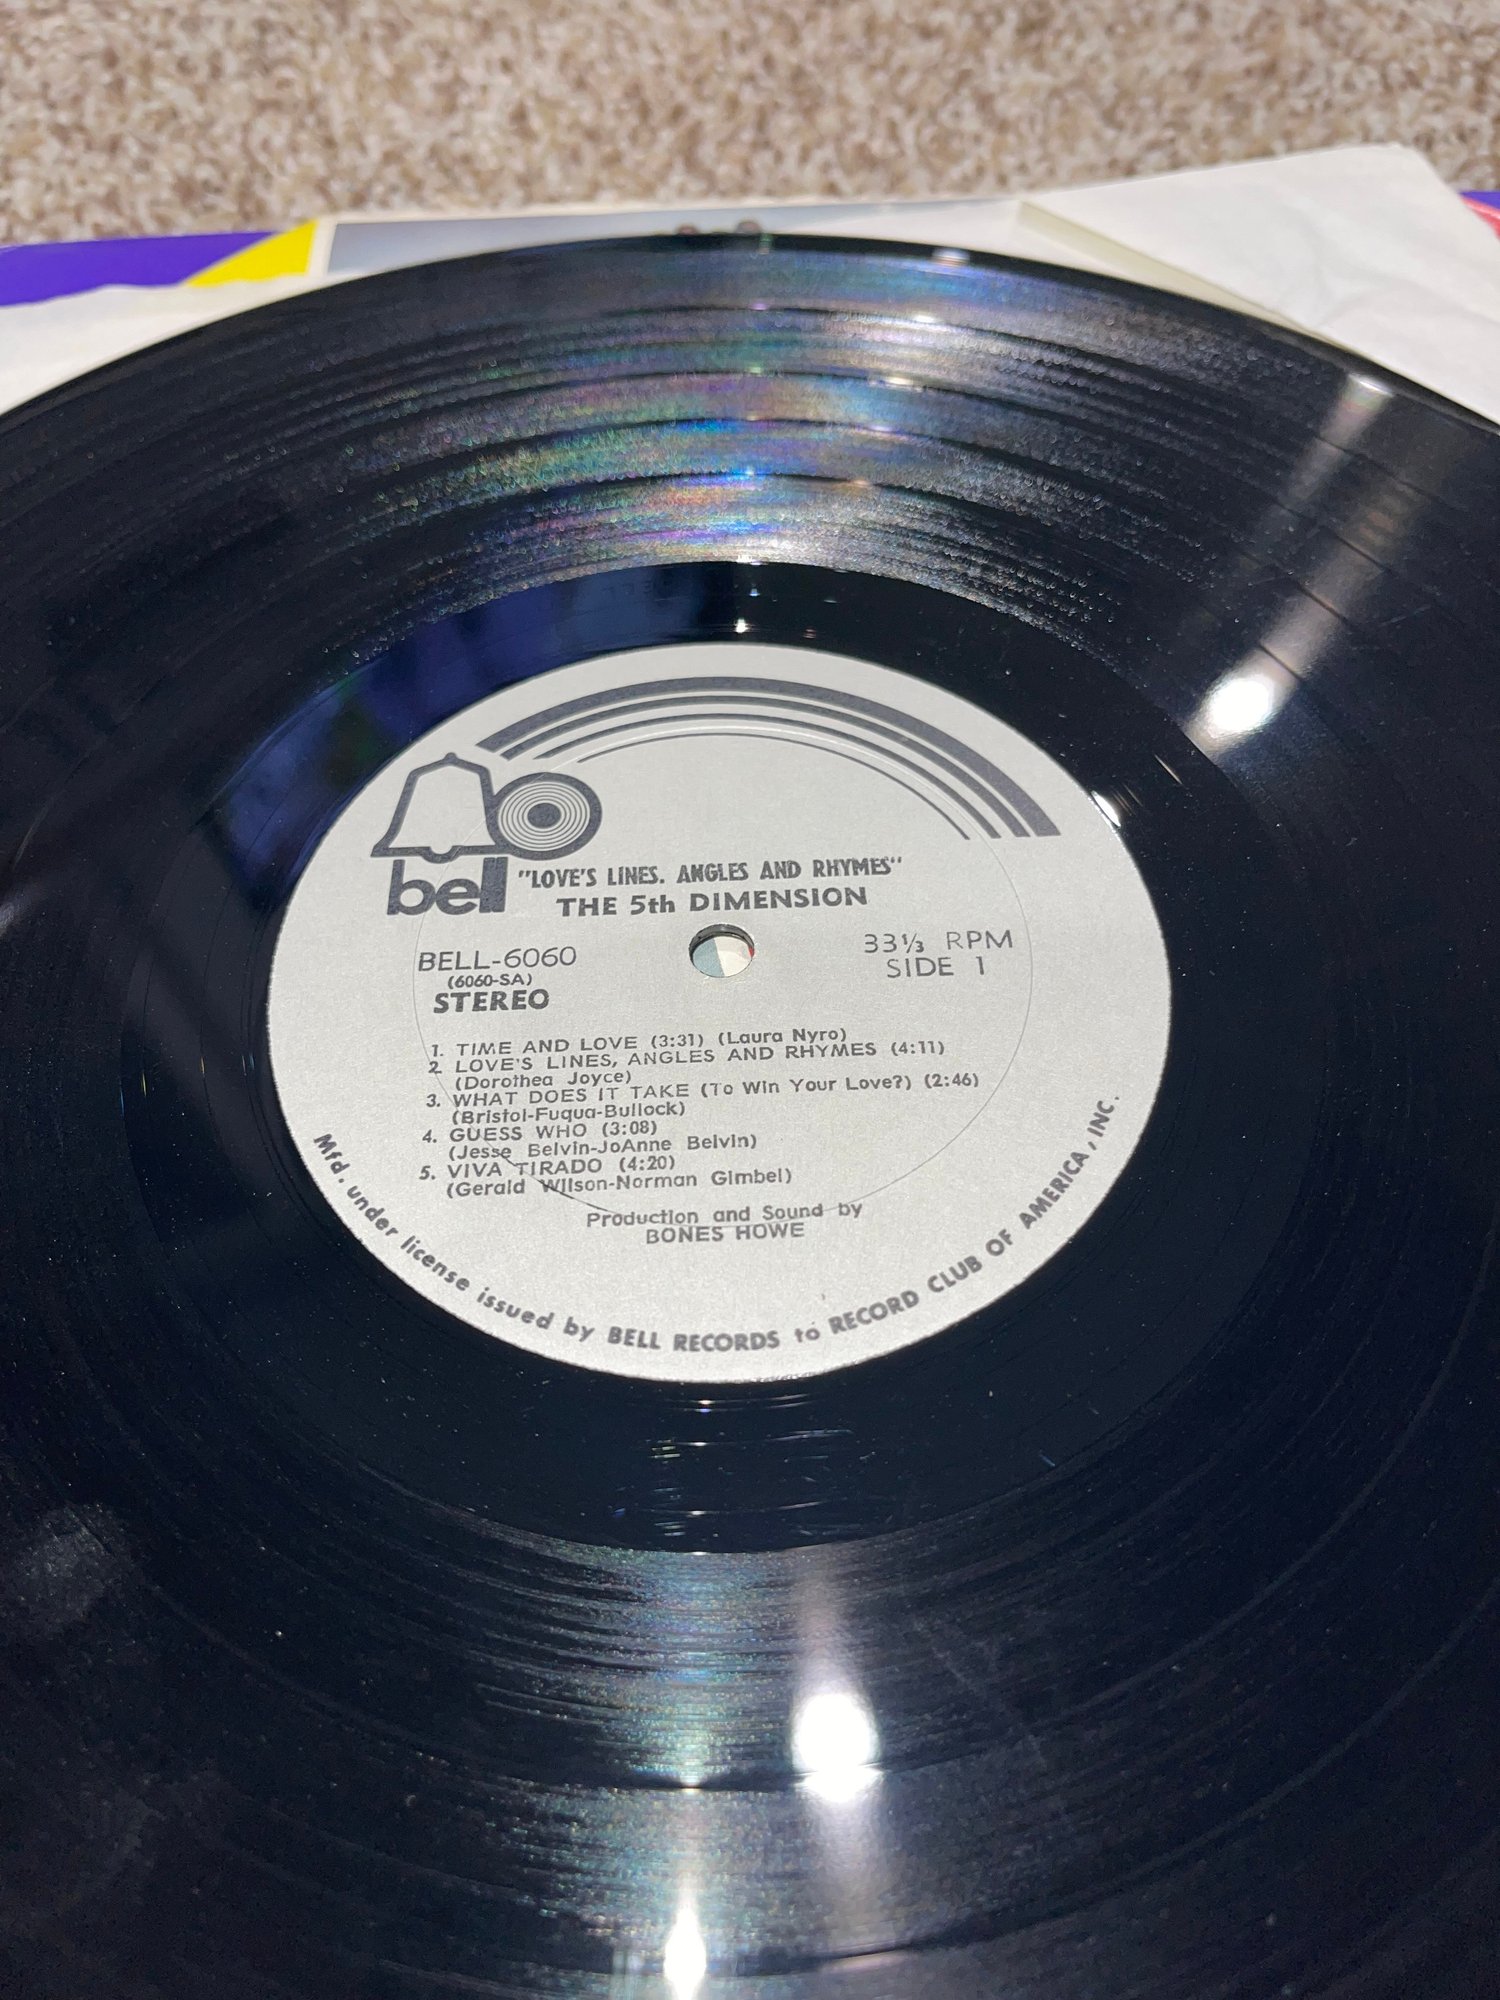 bell
"LOVE'S LINES. ANGLES AND RHYMES"
THE 5th DIMENSION
BELL-6060
(6060-SA)
STEREO
33⅓ RPM
SIDE 1
1. TIME AND LOVE (3:31) (Laura Nyro)
2. LOVE'S LINES, ANGLES AND RHYMES (4:11)
(Dorothea Joyce)
3. WHAT DOES IT TAKE (To Win Your Love?) (2:46)
(Bristol-Fuqua-Bullock)
4. GUESS WHO (3:08)
(Jesse Belvin-JoAnne Belvin)
5. VIVA TIRADO (4:20)
(Gerald Wilson-Norman Gimbel)
Production and Sound by
BONES HOWE
Mfd. under license issued by BELL RECORDS to RECORD CLUB OF AMERICA, INC.